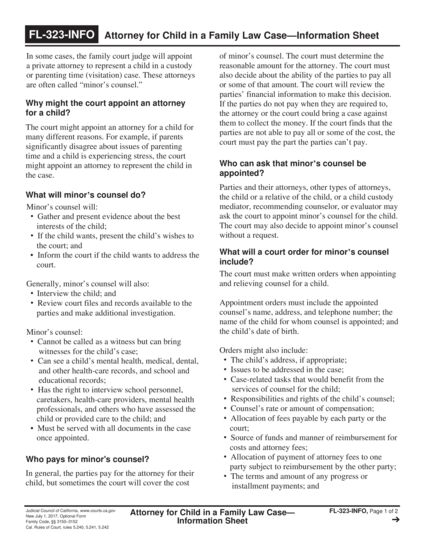 FL-323-INFO Attorney for Child in a Family Law Case—Information Sheet
In some cases, the family court judge will appoint
a private attorney to represent a child in a custody
or parenting time (visitation) case. These attorneys
are often called “minor’s counsel.”
Why might the court appoint an attorney
for a child?
The court might appoint an attorney for a child for
many different reasons. For example, if parents
significantly disagree about issues of parenting
time and a child is experiencing stress, the court
might appoint an attorney to represent the child in
the case.
What will minor’s counsel do?
Minor’s counsel will:
• Gather and present evidence about the best
interests of the child;
• If the child wants, present the child’s wishes to
the court; and
• Inform the court if the child wants to address the
court.
Generally, minor’s counsel will also:
• Interview the child; and
• Review court files and records available to the
parties and make additional investigation.
Minor’s counsel:
• Cannot be called as a witness but can bring
witnesses for the child’s case;
• Can see a child’s mental health, medical, dental,
and other health-care records, and school and
educational records;
• Has the right to interview school personnel,
caretakers, health-care providers, mental health
professionals, and others who have assessed the
child or provided care to the child; and
• Must be served with all documents in the case
once appointed.
Who pays for minor’s counsel?
In general, the parties pay for the attorney for their
child, but sometimes the court will cover the cost
of minor’s counsel. The court must determine the
reasonable amount for the attorney. The court must
also decide about the ability of the parties to pay all
or some of that amount. The court will review the
parties’ financial information to make this decision.
If the parties do not pay when they are required to,
the attorney or the court could bring a case against
them to collect the money. If the court finds that the
parties are not able to pay all or some of the cost, the
court must pay the part the parties can’t pay.
Who can ask that minor’s counsel be
appointed?
Parties and their attorneys, other types of attorneys,
the child or a relative of the child, or a child custody
mediator, recommending counselor, or evaluator may
ask the court to appoint minor’s counsel for the child.
The court may also decide to appoint minor’s counsel
without a request.
What will a court order for minor’s counsel
include?
The court must make written orders when appointing
and relieving counsel for a child.
Appointment orders must include the appointed
counsel’s name, address, and telephone number; the
name of the child for whom counsel is appointed; and
the child’s date of birth.
Orders might also include:
• The child’s address, if appropriate;
• Issues to be addressed in the case;
• Case-related tasks that would benefit from the
services of counsel for the child;
• Responsibilities and rights of the child’s counsel;
• Counsel’s rate or amount of compensation;
• Allocation of fees payable by each party or the
court;
• Source of funds and manner of reimbursement for
costs and attorney fees;
• Allocation of payment of attorney fees to one
party subject to reimbursement by the other party;
• The terms and amount of any progress or
installment payments; and
Judicial Council of California, www.courts.ca.gov
New July 1, 2017, Optional Form
Family Code, §§ 3150–3152
Cal. Rules of Court, rules 5.240, 5.241, 5.242
Attorney for Child in a Family Law Case—
Information Sheet
FL-323-INFO, Page 1 of 2
➔